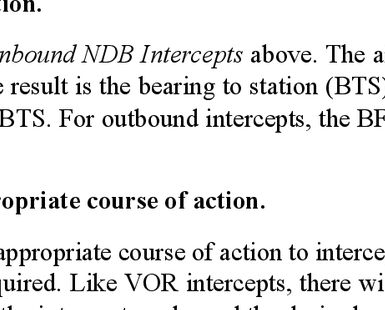 tion.
nbound NDB Intercepts above. The a
e result is the bearing to station (BTS)
BTS. For outbound intercepts, the BF
ropriate course of action.
appropriate course of action to interce
quired. Like VOR intercepts, there wi